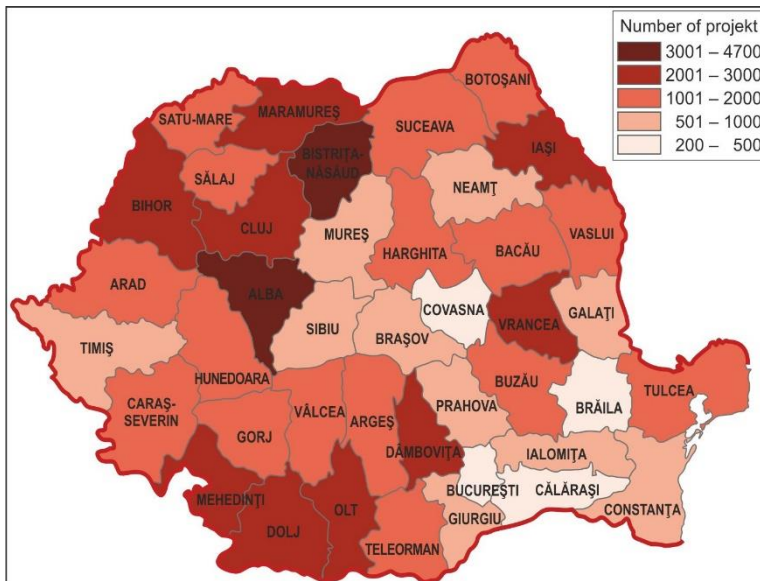 Number of projekt
3001 – 4700
2001 – 3000
1001 – 2000
501 – 1000
200 – 500
BOTOŞANI
MARAMUREŞ
SATU-MARE
SUCEAVA
BISTRIŢA-
NĂSĂUD
IAŞI
SĂLAJ
NEAMŢ
BIHOR
CLUJ
MUREŞ
VASLUI
HARGHITA
BACĂU
ARAD
ALBA
COVASNA
GALAŢI
VRANCEA
SIBIU
BRAŞOV
TIMIŞ
HUNEDOARA
BUZĂU
TULCEA
CARAŞ-
SEVERIN
VÂLCEA
PRAHOVA
BRĂILA
GORJ
ARGEŞ
DÂMBOVIŢA
IALOMIŢA
MEHEDINŢI
BUCUREŞTI
CĂLĂRAŞI
OLT
CONSTANŢA
DOLJ
GIURGIU
TELEORMAN